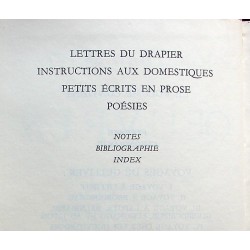 LETTRES DU DRAPIER
INSTRUCTIONS AUX DOMESTIQUES
PETITS ÉCRITS EN PROSE
POÉSIES
NOTES
BIBLIOGRAPHIE
INDEX